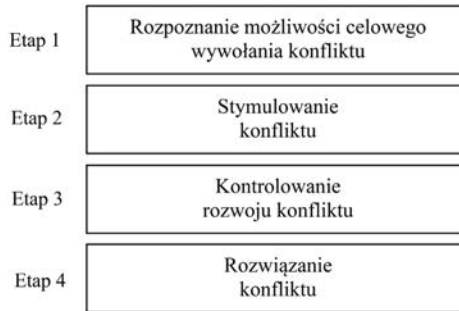 Etap 1
Rozpoznanie możliwości celowego
wywołania konfliktu
Etap 2
Stymulowanie
konfliktu
Etap 3
Kontrolowanie
rozwoju konfliktu
Etap 4
Rozwiązanie
konfliktu